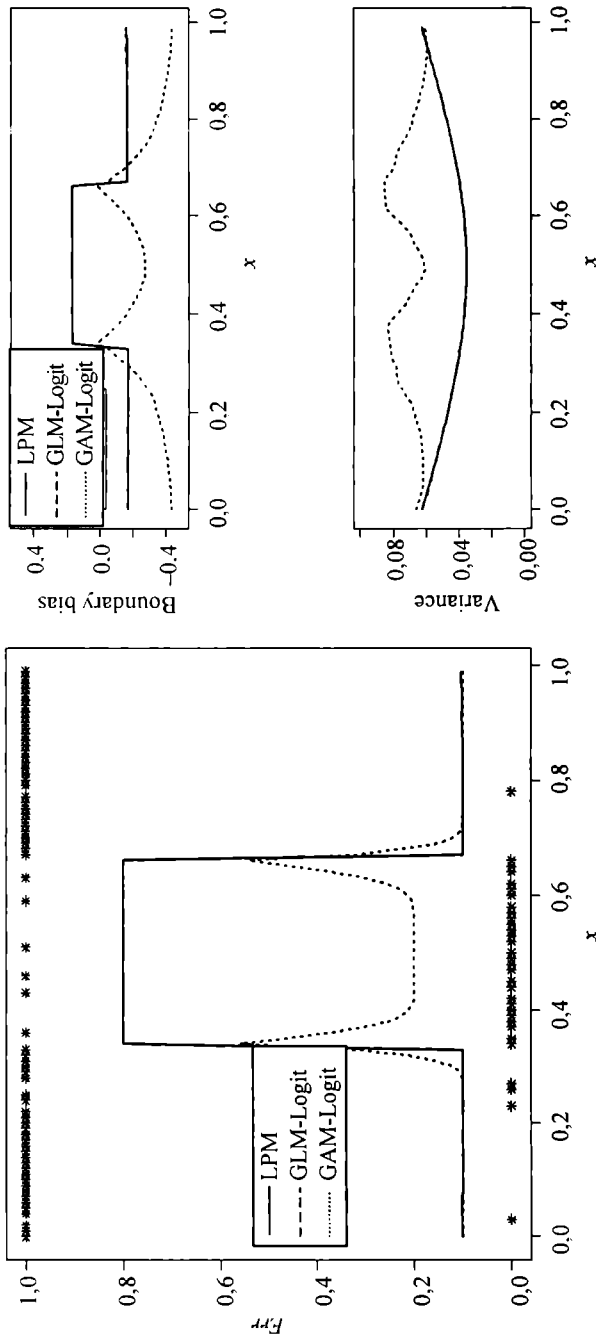 Err
1,0
0,8
0,6
0,4
0,2
0,0
LPM
GLM-Logit
GAM-Logit
0,0 0,2 0,4 0,6 0,8 1,0
x
Boundary bias
0,4
0,0
−0,4
LPM
GLM-Logit
GAM-Logit
0,0 0,2 0,4 0,6 0,8 1,0
x
Variance
0,08
0,04
0,00
0,0 0,2 0,4 0,6 0,8 1,0
x